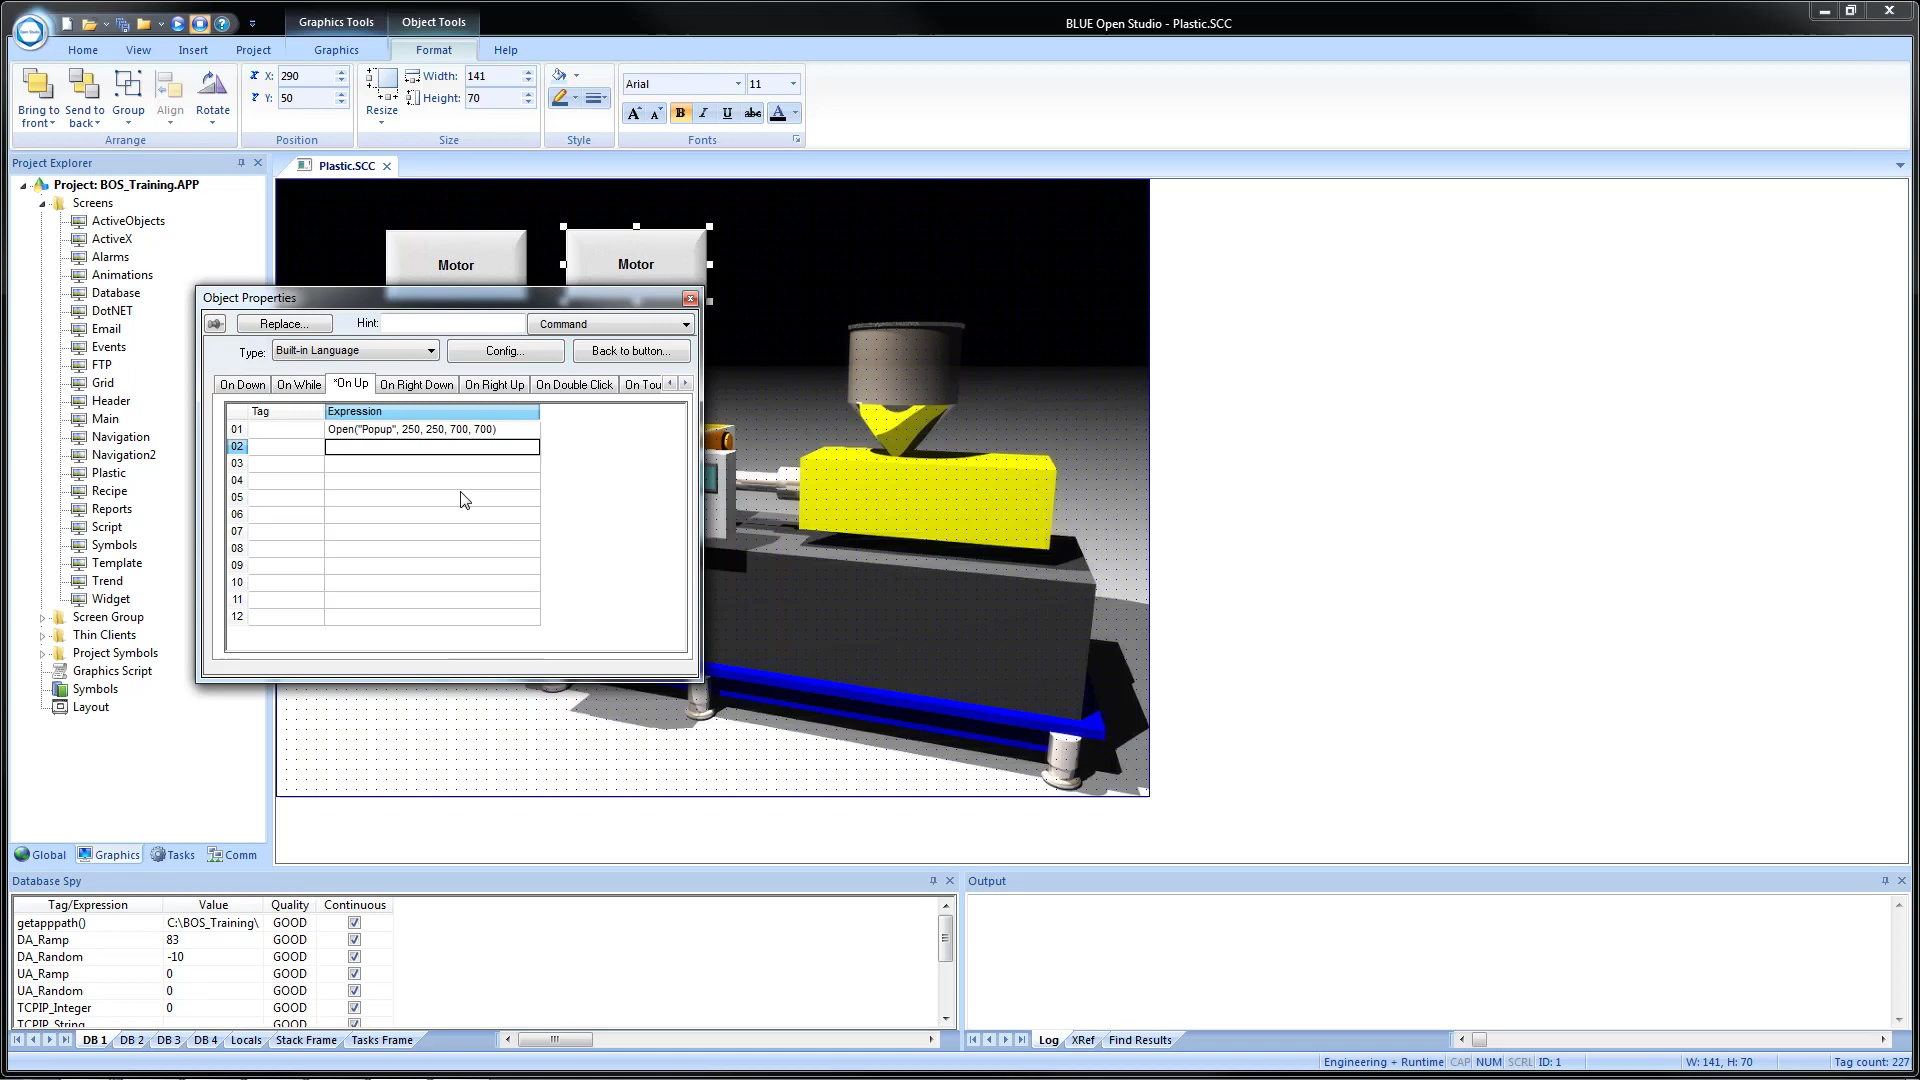 Graphics Tools
Object Tools
BLUE Open Studio - Plastic.SCC
Home
View
Insert
Project
Graphics
Format
Help
Bring to front
Send to back
Group
Align
Rotate
X: 290
Y: 50
Resize
Width: 141
Height: 70
Arial
11
B
I
U
abc
A
Arrange
Position
Size
Style
Fonts
Project Explorer
Plastic.SCC
Project: BOS_Training.APP
Screens
ActiveObjects
ActiveX
Alarms
Animations
Database
DotNET
Email
Events
FTP
Grid
Header
Main
Navigation
Navigation2
Plastic
Recipe
Reports
Script
Symbols
Template
Trend
Widget
Screen Group
Thin Clients
Project Symbols
Graphics Script
Symbols
Layout
Global
Graphics
Tasks
Comm
Motor
Motor
Object Properties
Replace...
Hint:
Command
Type:
Built-in Language
Config...
Back to button...
On Down
On While
*On Up
On Right Down
On Right Up
On Double Click
On Tou
Tag
Expression
01
Open("Popup", 250, 250, 700, 700)
02
03
04
05
06
07
08
09
10
11
12
Database Spy
Tag/Expression
Value
Quality
Continuous
getapppath()
C:\BOS_Training\
GOOD
DA_Ramp
83
GOOD
DA_Random
-10
GOOD
UA_Ramp
0
GOOD
UA_Random
0
GOOD
TCPIP_Integer
0
GOOD
TCPIP_String
GOOD
DB 1
DB 2
DB 3
DB 4
Locals
Stack Frame
Tasks Frame
Output
Log
XRef
Find Results
Engineering + Runtime
CAP
NUM
SCRL
ID: 1
W: 141, H: 70
Tag count: 227